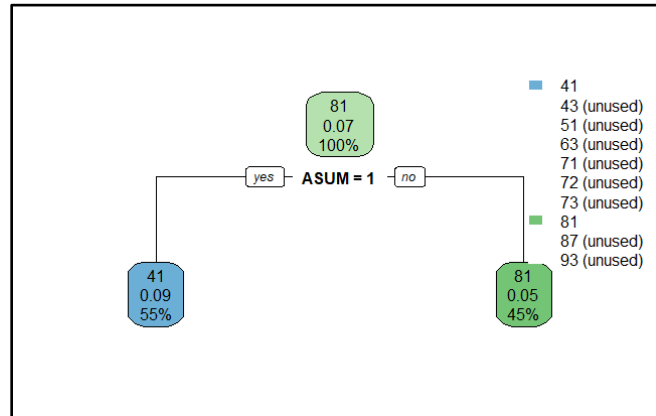 81
0.07
100%
yes
ASUM = 1
no
41
0.09
55%
81
0.05
45%
41
43 (unused)
51 (unused)
63 (unused)
71 (unused)
72 (unused)
73 (unused)
81
87 (unused)
93 (unused)